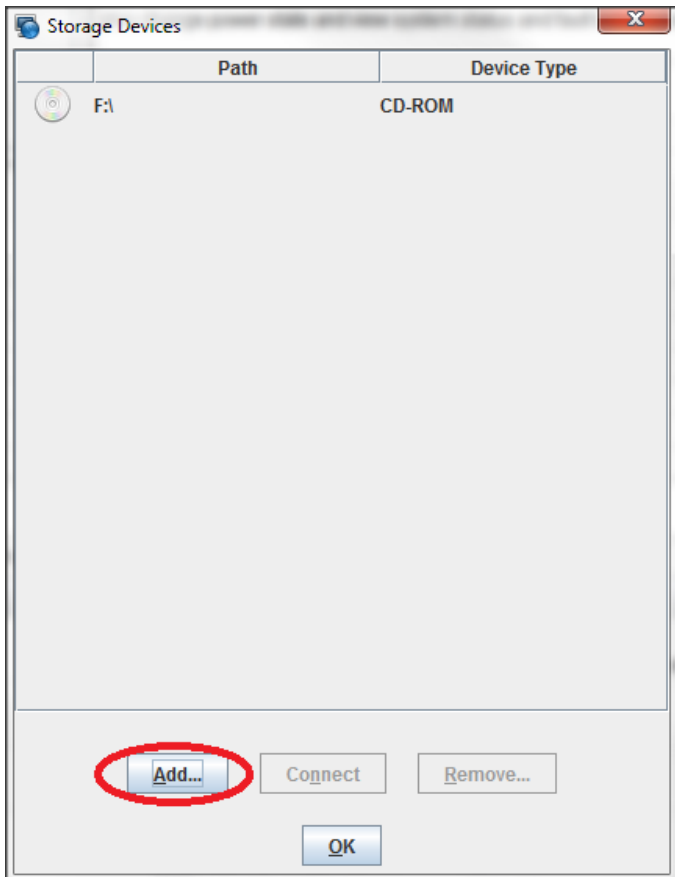 Storage Devices
Path Device Type
F:\ CD-ROM
Add... Connect Remove...
OK